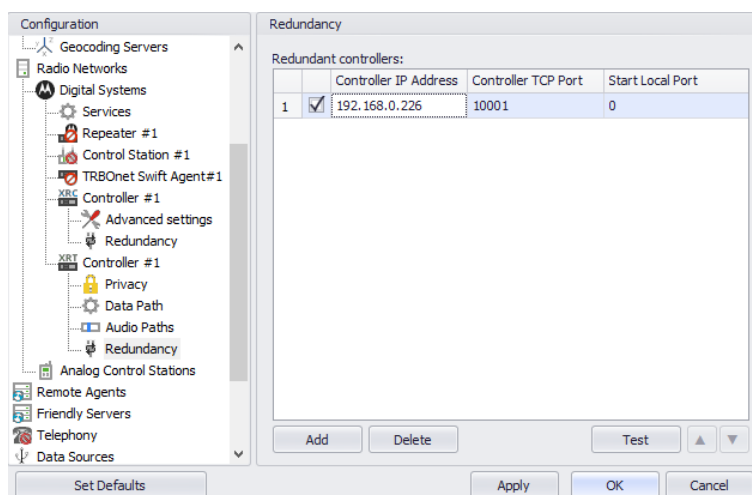 Configuration
Geocoding Servers
Radio Networks
Digital Systems
Services
Repeater #1
Control Station #1
TRBOnet Swift Agent#1
XRC
Controller #1
Advanced settings
Redundancy
XRT
Controller #1
Privacy
Data Path
Audio Paths
Redundancy
Analog Control Stations
Remote Agents
Friendly Servers
Telephony
Data Sources
Set Defaults
Redundancy
Redundant controllers:
Controller IP Address Controller TCP Port Start Local Port
1 192.168.0.226 10001 0
Add Delete Test
Apply OK Cancel